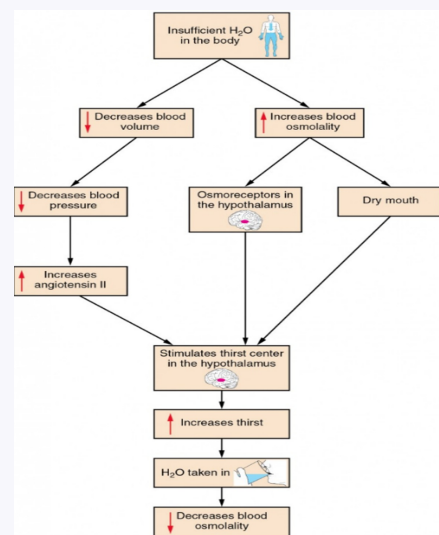 Insufficient H₂O
in the body
Decreases blood
volume
Increases blood
osmolality
Decreases blood
pressure
Osmoreceptors in
the hypothalamus
Dry mouth
Increases
angiotensin II
Stimulates thirst center
in the hypothalamus
Increases thirst
H₂O taken in
Decreases blood
osmolality